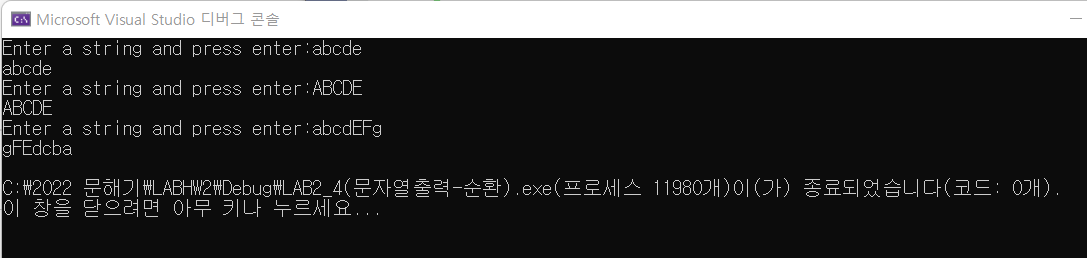 Microsoft Visual Studio 디버그 콘솔
Enter a string and press enter:abcde
abcde
Enter a string and press enter:ABCDE
ABCDE
Enter a string and press enter:abcdEFg
gFEdcba
C:\2022 문해기\LABHW2\Debug\LAB2_4(문자열출력-순환).exe(프로세스 11980개)이(가) 종료되었습니다(코드: 0개).
이 창을 닫으려면 아무 키나 누르세요...